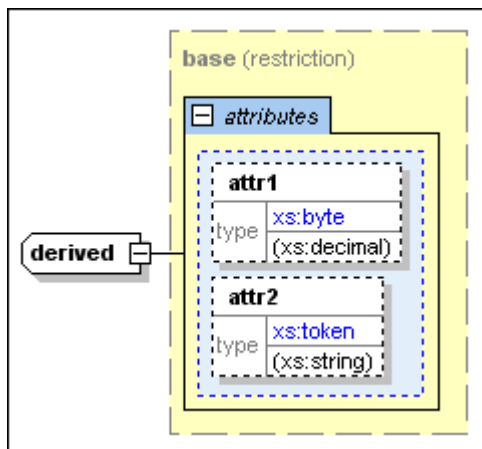 base (restriction)
attributes
attr1
type
xs:byte
(xs:decimal)
derived
attr2
type
xs:token
(xs:string)